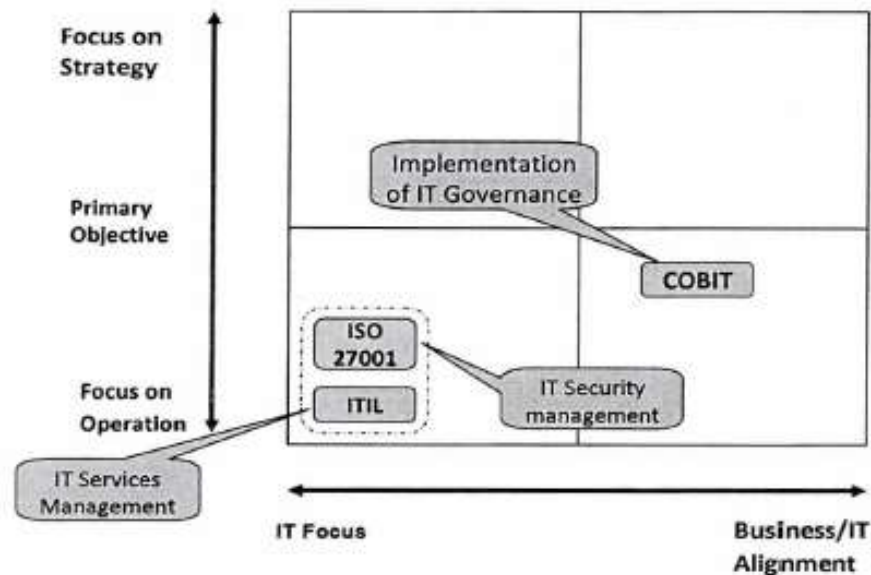 Focus on
Strategy
Implementation
of IT Governance
Primary
Objective
COBIT
ISO
27001
IT Security
management
Focus on
Operation
ITIL
IT Services
Management
IT Focus
Business/IT
Alignment